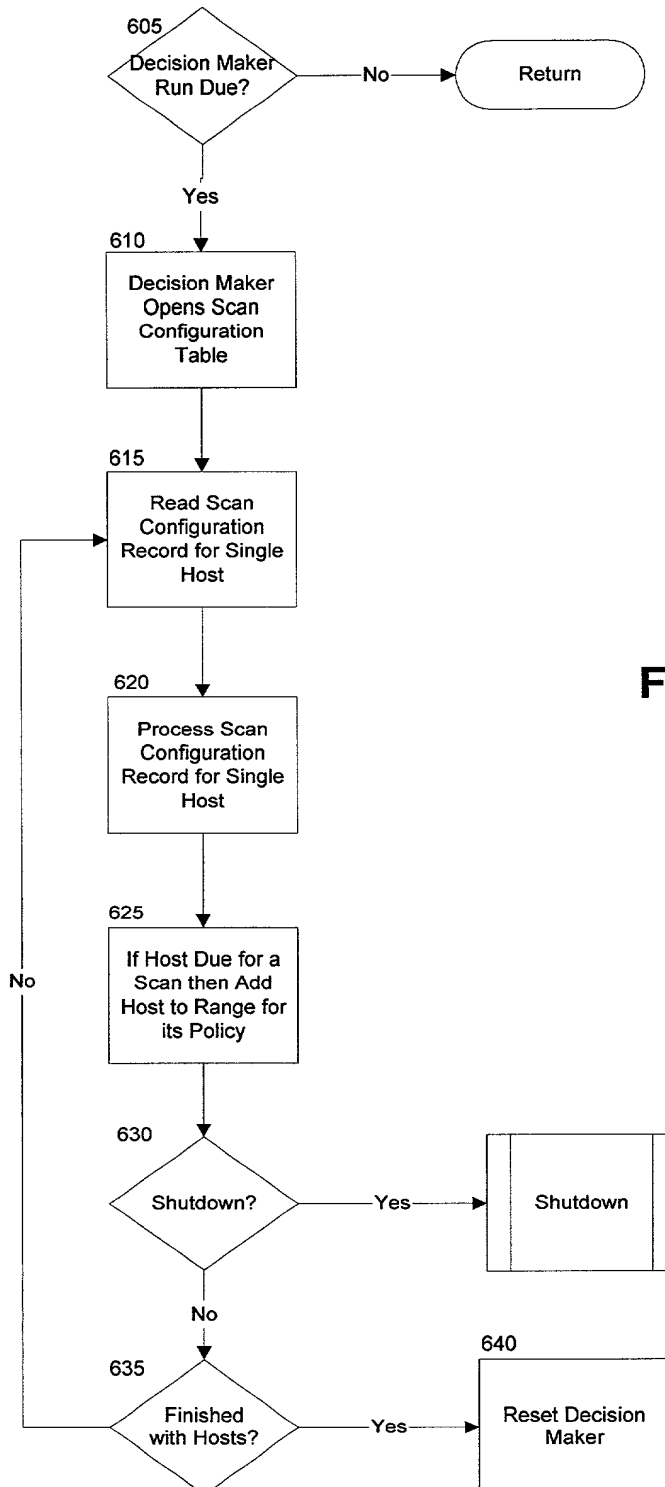 605
Decision Maker
Run Due?
No
Return
Yes
610
Decision Maker
Opens Scan
Configuration
Table
615
Read Scan
Configuration
Record for Single
Host
620
Process Scan
Configuration
Record for Single
Host
F
625
If Host Due for a
Scan then Add
Host to Range for
its Policy
No
630
Shutdown?
Yes
Shutdown
No
635
Finished
with Hosts?
Yes
640
Reset Decision
Maker